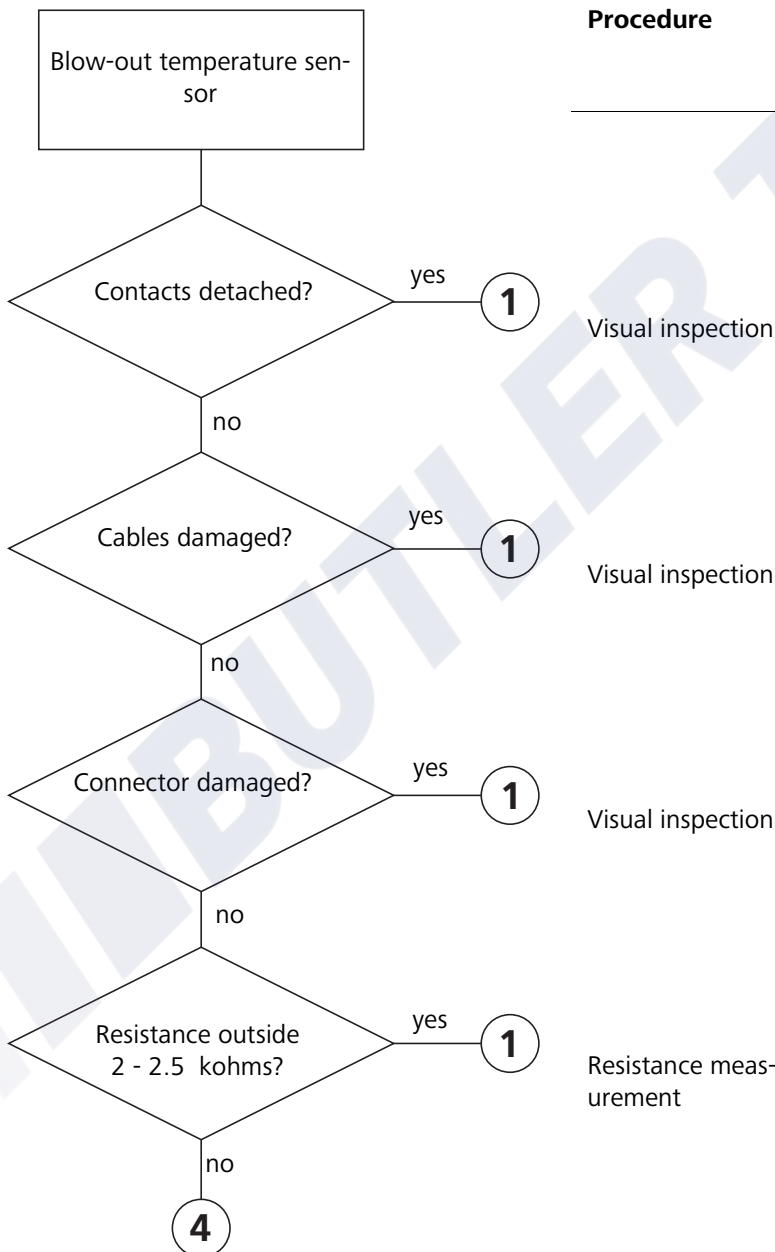 Procedure
Blow-out temperature sen-
sor
Contacts detached?
yes
1
Visual inspection
no
Cables damaged?
yes
1
Visual inspection
no
Connector damaged?
yes
1
Visual inspection
no
Resistance outside
2 - 2.5 kohms?
yes
1
Resistance meas-
urement
no
4
BUTLER T